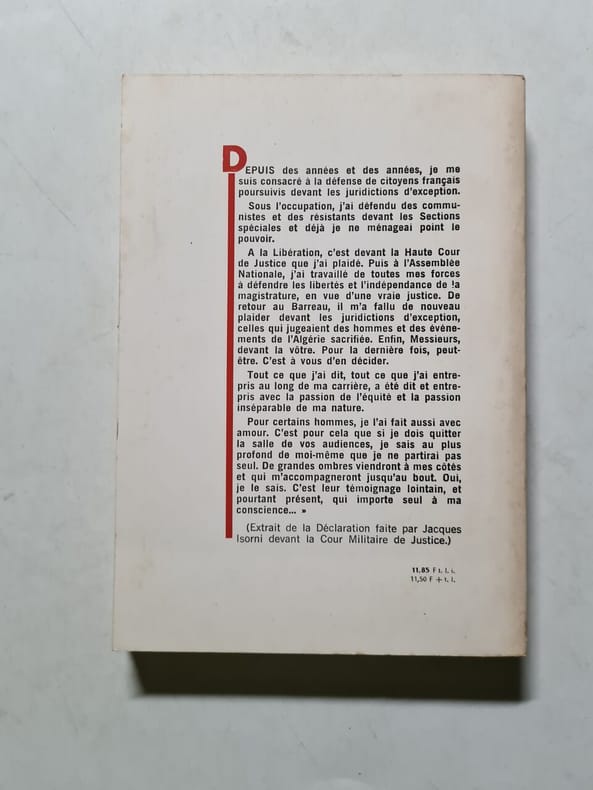 DEPUIS des années et des années, je me
suis consacré à la défense de citoyens français
poursuivis devant les juridictions d'exception.
Sous l'occupation, j'ai défendu des commu-
nistes et des résistants devant les Sections
spéciales et déjà je ne ménageai point le
pouvoir.
A la Libération, c'est devant la Haute Cour
de Justice que j'ai plaidé. Puis à l'Assemblée
Nationale, j'ai travaillé de toutes mes forces
à défendre les libertés et l'indépendance de la
magistrature, en vue d'une vraie justice. De
retour au Barreau, il m'a fallu de nouveau
plaider devant les juridictions d'exception,
celles qui jugeaient des hommes et des événe-
ments de l'Algérie sacrifiée. Enfin, Messieurs,
devant la vôtre. Pour la dernière fois, peut-
être. C'est à vous d'en décider.
Tout ce que j'ai dit, tout ce que j'ai entre-
pris au long de ma carrière, a été dit et entre-
pris avec la passion de l'équité et la passion
inséparable de ma nature.
Pour certains hommes, je l'ai fait aussi avec
amour. C'est pour cela que si je dois quitter
la salle de vos audiences, je sais au plus
profond de moi-même que je ne partirai pas
seul. De grandes ombres viendront à mes côtés
et qui m'accompagneront jusqu'au bout. Oui,
je le sais. C'est leur témoignage lointain, et
pourtant présent, qui importe seul à ma
conscience... »
(Extrait de la Déclaration faite par Jacques
Isorni devant la Cour Militaire de Justice.)
11,85 F t. l. i.
11,50 F + t. l.